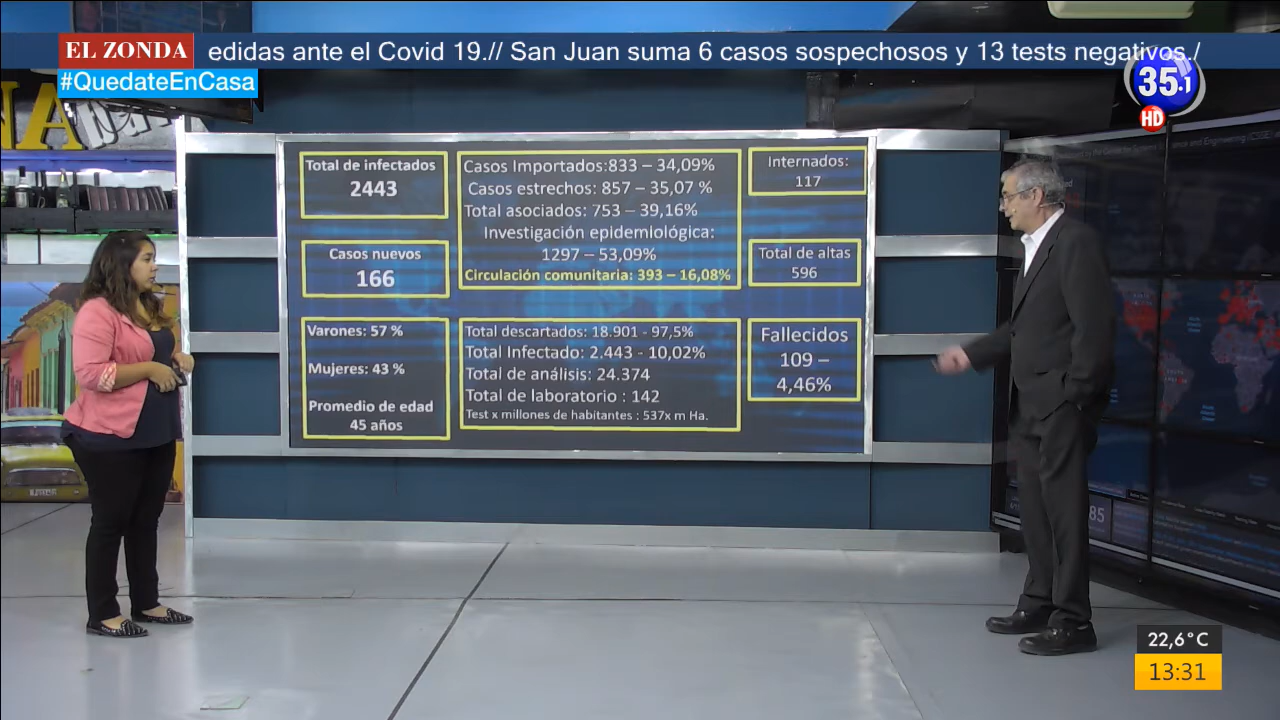 EL ZONDA
edidas ante el Covid 19.// San Juan suma 6 casos sospechosos y 13 tests negativos./
#QuedateEnCasa
35.1
HD
Total de infectados
2443
Casos nuevos
166
Varones: 57 %
Mujeres: 43 %
Promedio de edad
45 años
Casos Importados:833 – 34,09%
Casos estrechos: 857 – 35,07 %
Total asociados: 753 – 39,16%
Investigación epidemiológica:
1297 – 53,09%
Circulación comunitaria: 393 – 16,08%
Total descartados: 18.901 - 97,5%
Total Infectado: 2.443 - 10,02%
Total de análisis: 24.374
Total de laboratorio : 142
Test x millones de habitantes : 537x m Ha.
Internados:
117
Total de altas
596
Fallecidos
109 –
4,46%
85
22,6°C
13:31